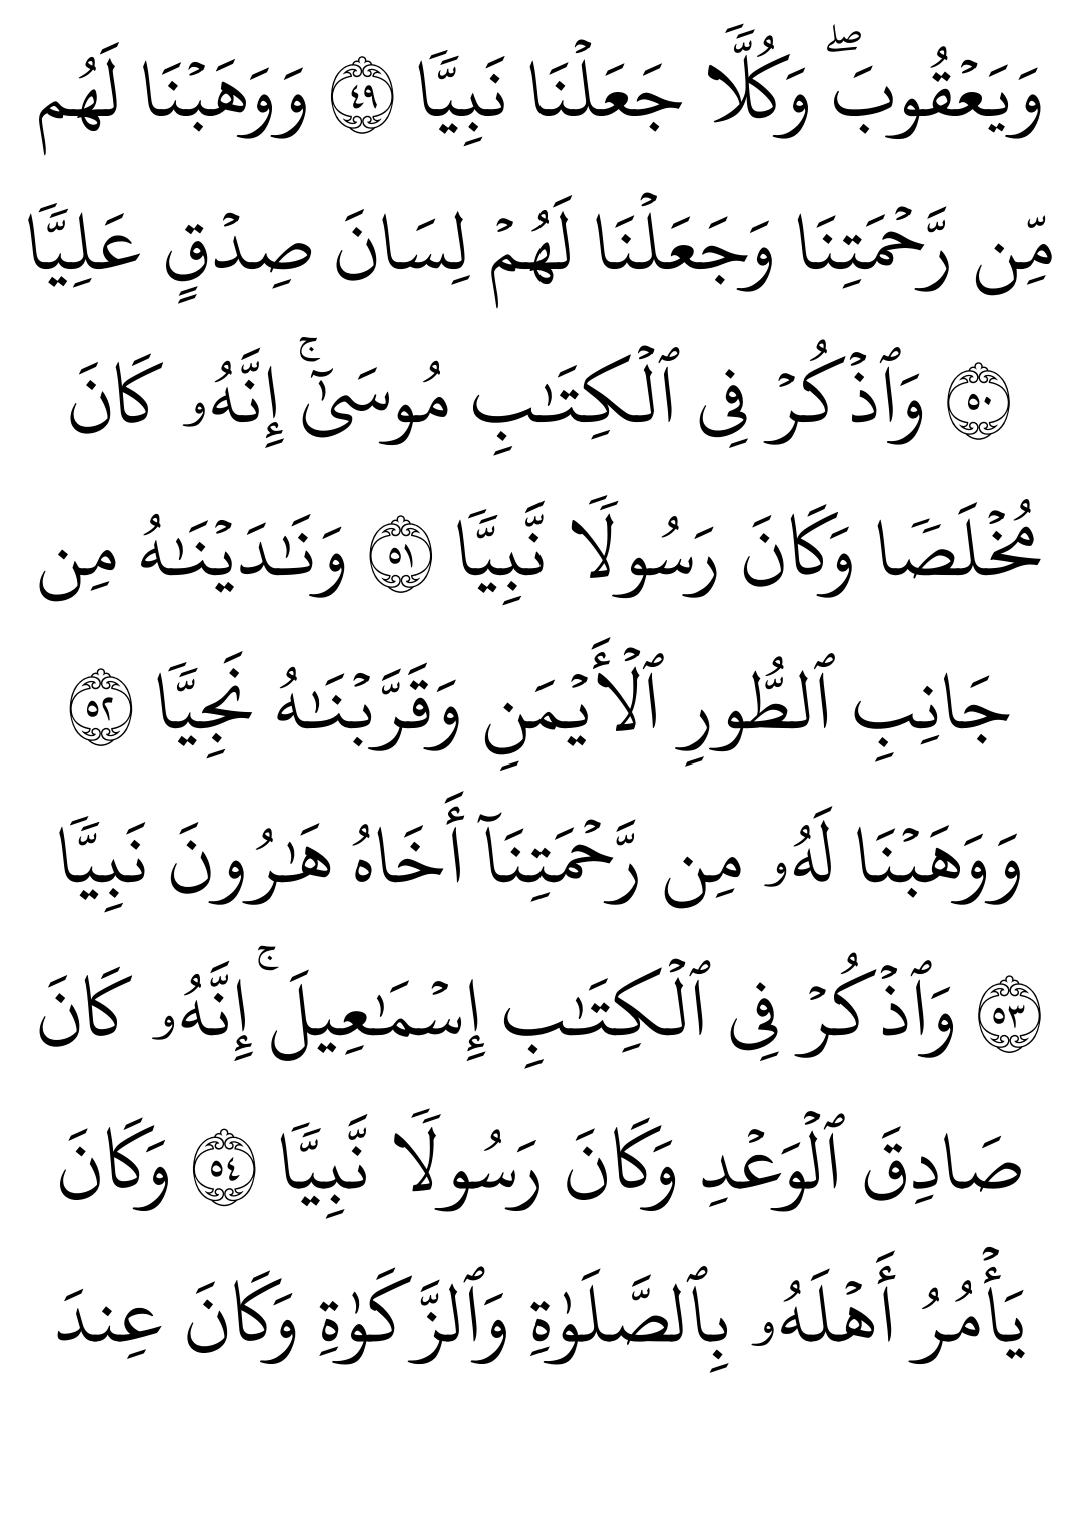 وَيَعۡقُوبَۖ وَكُلّٗا جَعَلۡنَا نَبِيّٗا ٤٩ وَوَهَبۡنَا لَهُم
مِّن رَّحۡمَتِنَا وَجَعَلۡنَا لَهُمۡ لِسَانَ صِدۡقٍ عَلِيّٗا
٥٠ وَٱذۡكُرۡ فِي ٱلۡكِتَٰبِ مُوسَىٰٓۚ إِنَّهُۥ كَانَ
مُخۡلَصٗا وَكَانَ رَسُولٗا نَّبِيّٗا ٥١ وَنَٰدَيۡنَٰهُ مِن
جَانِبِ ٱلطُّورِ ٱلۡأَيۡمَنِ وَقَرَّبۡنَٰهُ نَجِيّٗا ٥٢
وَوَهَبۡنَا لَهُۥ مِن رَّحۡمَتِنَآ أَخَاهُ هَٰرُونَ نَبِيّٗا
٥٣ وَٱذۡكُرۡ فِي ٱلۡكِتَٰبِ إِسۡمَٰعِيلَۚ إِنَّهُۥ كَانَ
صَادِقَ ٱلۡوَعۡدِ وَكَانَ رَسُولٗا نَّبِيّٗا ٥٤ وَكَانَ
يَأۡمُرُ أَهۡلَهُۥ بِٱلصَّلَوٰةِ وَٱلزَّكَوٰةِ وَكَانَ عِندَ